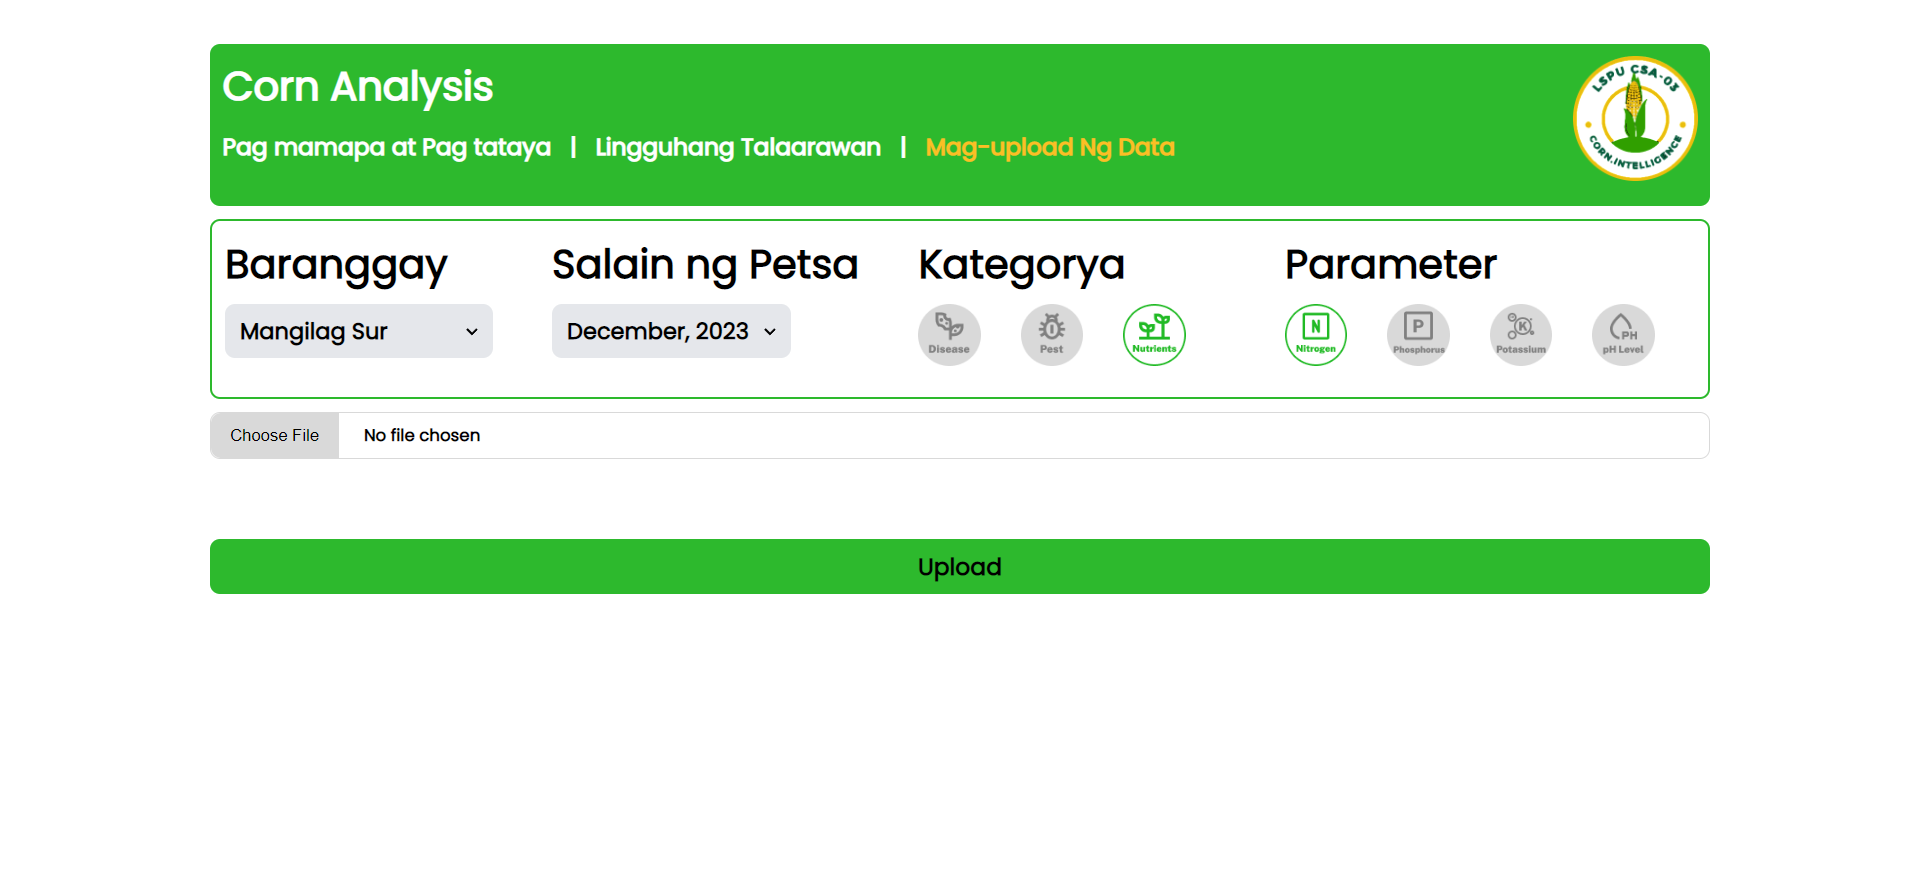 Corn Analysis
LSPU CSA-03
CORN.INTELLIGENCE
Pag mamapa at Pag tataya | Lingguhang Talaarawan | Mag-upload Ng Data
Baranggay
Mangilag Sur
Salain ng Petsa
December, 2023
Kategorya
Disease
Pest
Nutrients
Parameter
N
Nitrogen
P
Phosphorus
K
Potassium
PH
pH Level
Choose File No file chosen
Upload